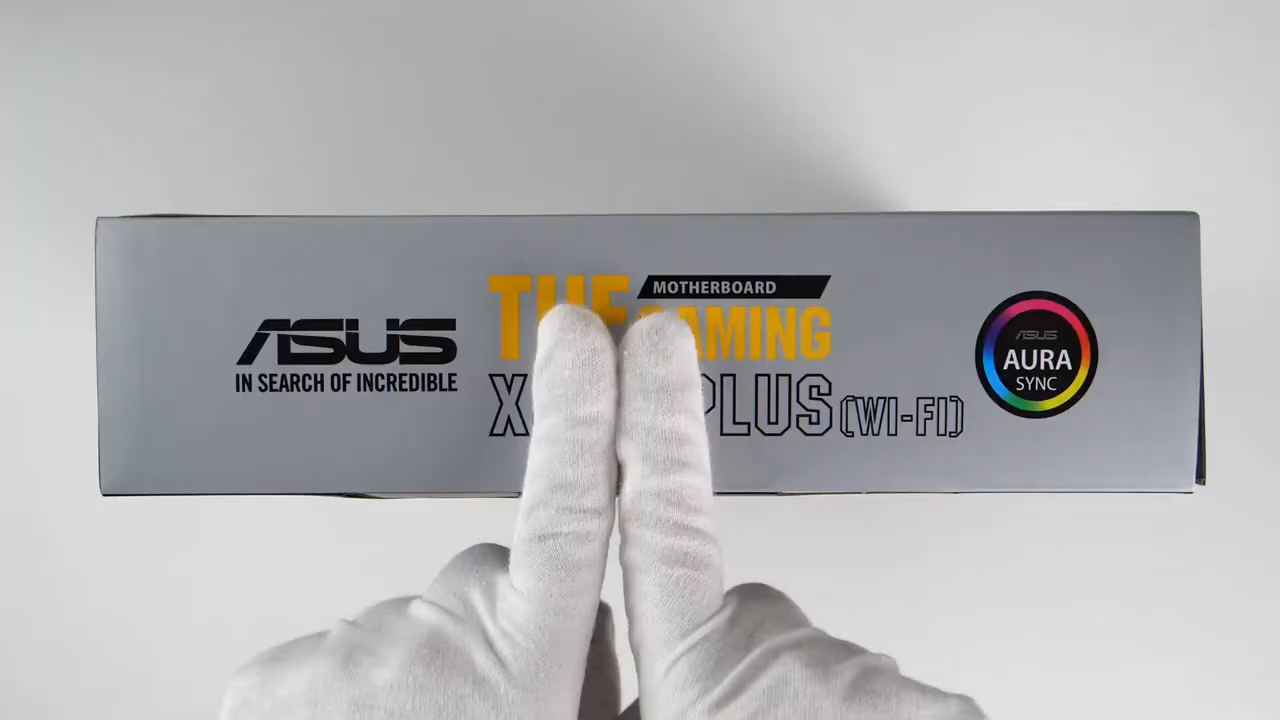 ASUS
IN SEARCH OF INCREDIBLE
MOTHERBOARD
PLUS (WI-FI)
ASUS
AURA
SYNC